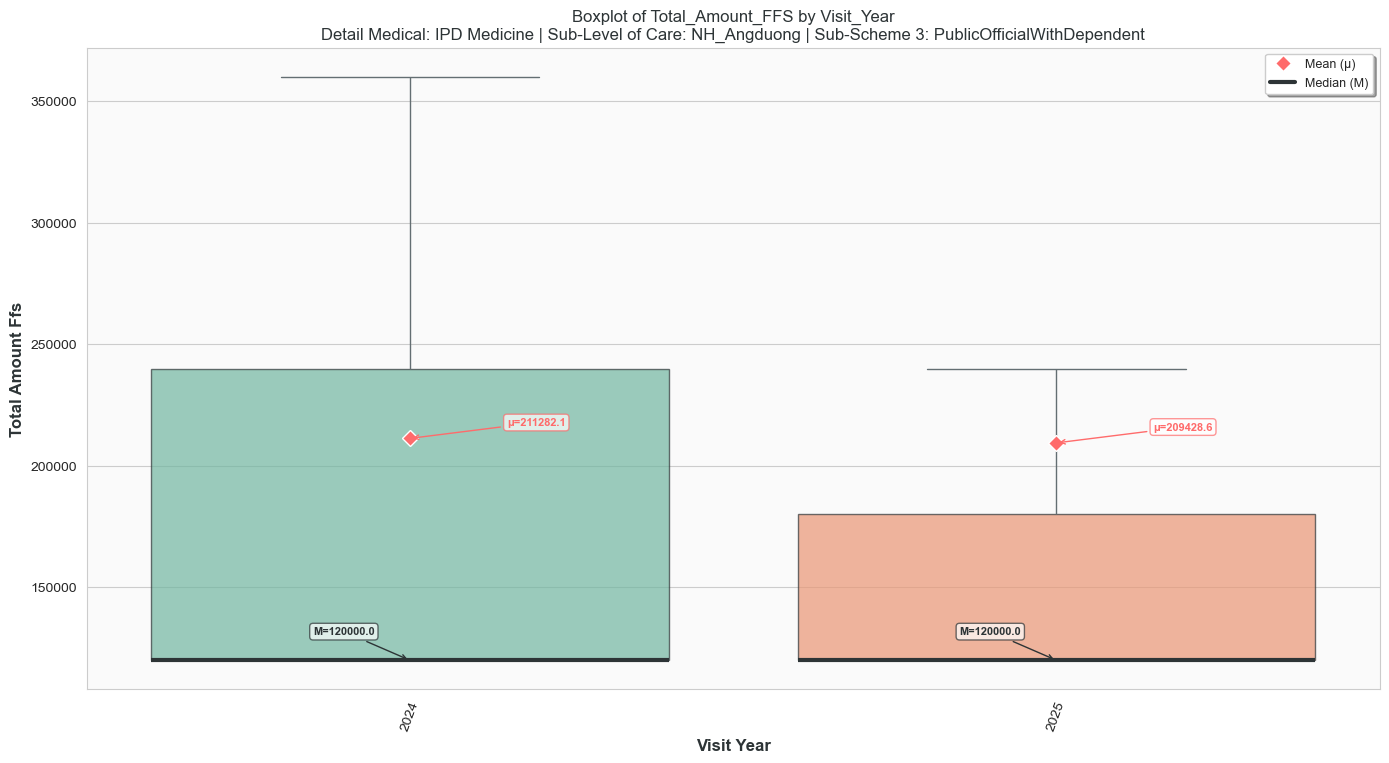 Boxplot of Total_Amount_FFS by Visit_Year
Detail Medical: IPD Medicine | Sub-Level of Care: NH_Angduong | Sub-Scheme 3: PublicOfficialWithDependent
Mean (μ)
Median (M)
350000
300000
250000
200000
150000
Total Amount Ffs
μ=211282.1
μ=209428.6
M=120000.0
M=120000.0
2024
2025
Visit Year